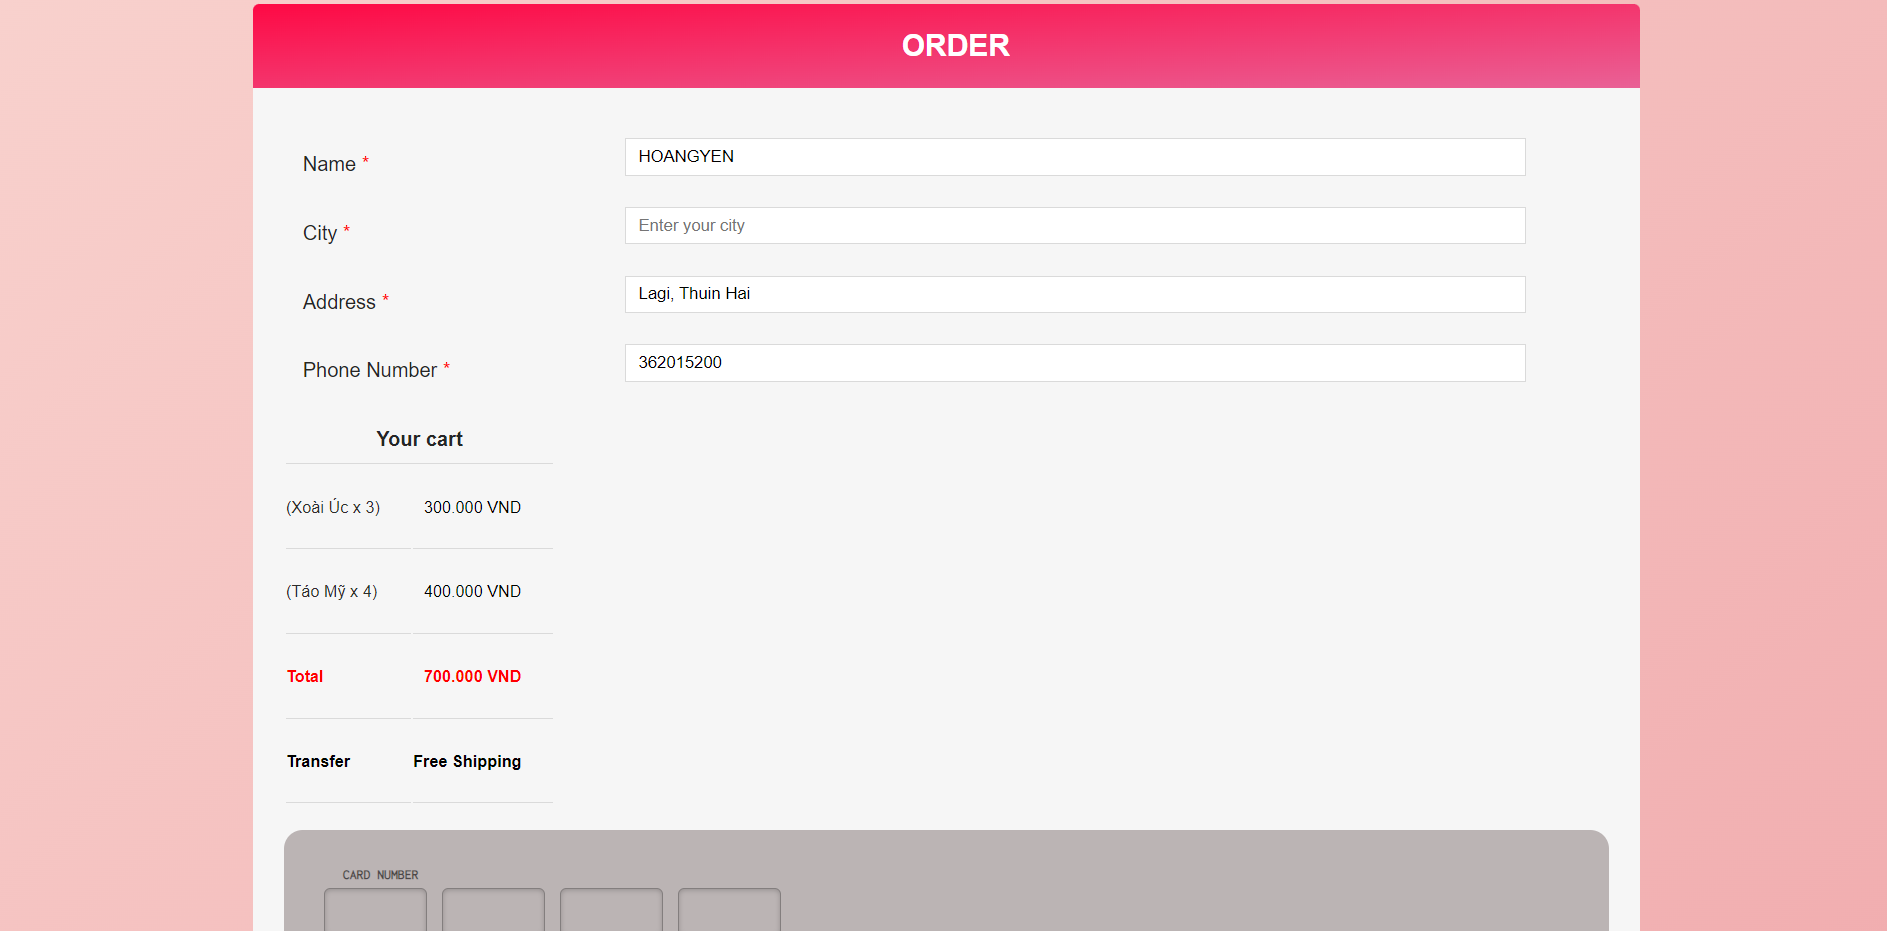 ORDER
Name *
HOANGYEN
City *
Enter your city
Address *
Lagi, Thuin Hai
Phone Number *
362015200
Your cart
(Xoài Úc x 3) 300.000 VND
(Táo Mỹ x 4) 400.000 VND
Total 700.000 VND
Transfer Free Shipping
CARD NUMBER